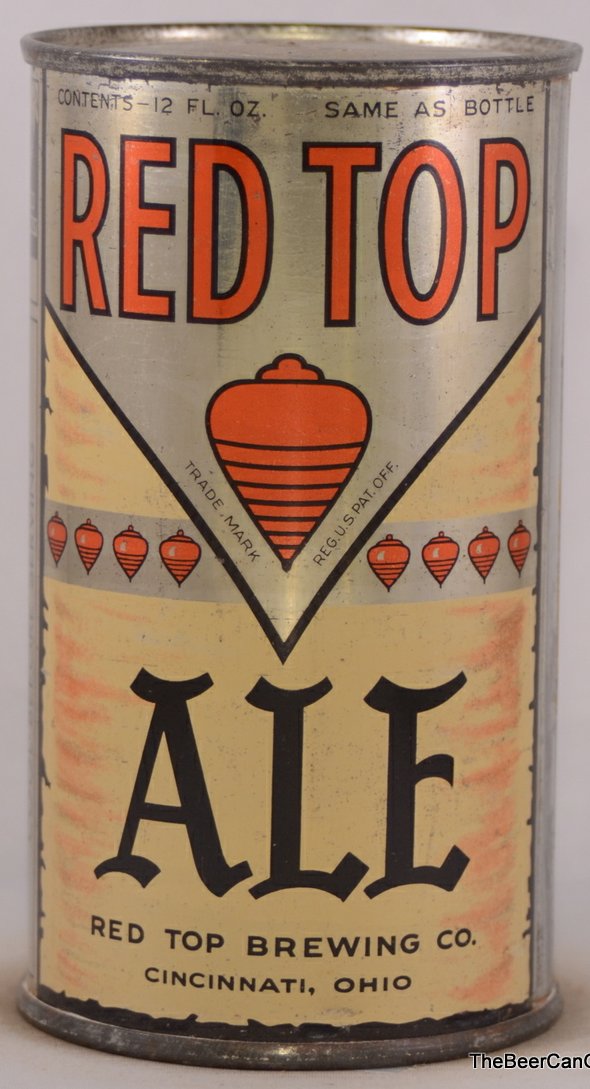 CONTENTS-12 FL. OZ. SAME AS BOTTLE
RED TOP
TRADE MARK REG. U.S. PAT. OFF.
ALE
RED TOP BREWING CO.
CINCINNATI, OHIO